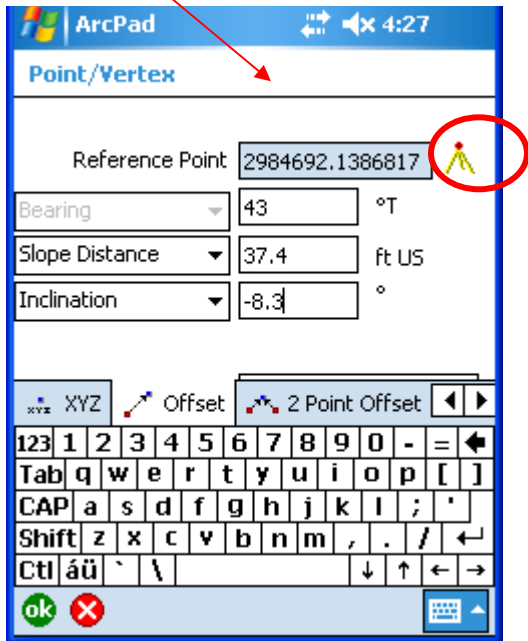 ArcPad 4:27
Point/Vertex
Reference Point 2984692.1386817
Bearing 43 °T
Slope Distance 37.4 ft US
Inclination -8.3 °
XYZ XYZ Offset 2 Point Offset
123 1 2 3 4 5 6 7 8 9 0 - =
Tab q w e r t y u i o p [ ]
CAP a s d f g h j k l ; '
Shift z x c v b n m , . /
Ctl áü ` \ ↓ ↑ ← →
ok